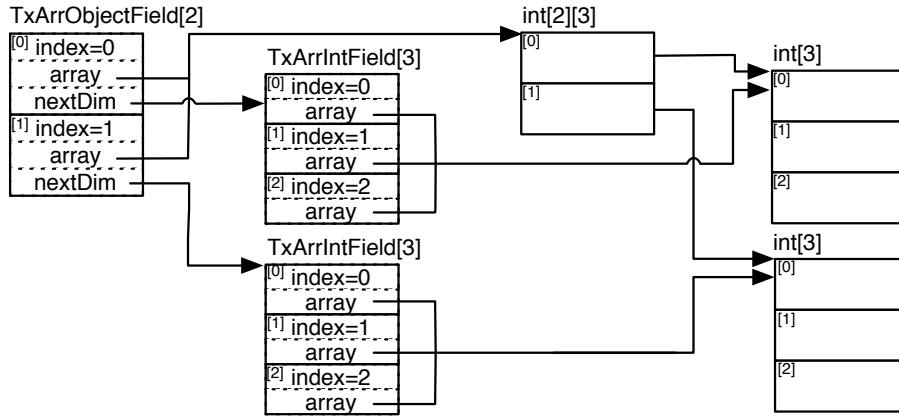 TxArrObjectField[2]
[0] index=0
array
nextDim
[1] index=1
array
nextDim
TxArrIntField[3]
[0] index=0
array
[1] index=1
array
[2] index=2
array
TxArrIntField[3]
[0] index=0
array
[1] index=1
array
[2] index=2
array
int[2][3]
[0]
[1]
int[3]
[0]
[1]
[2]
int[3]
[0]
[1]
[2]